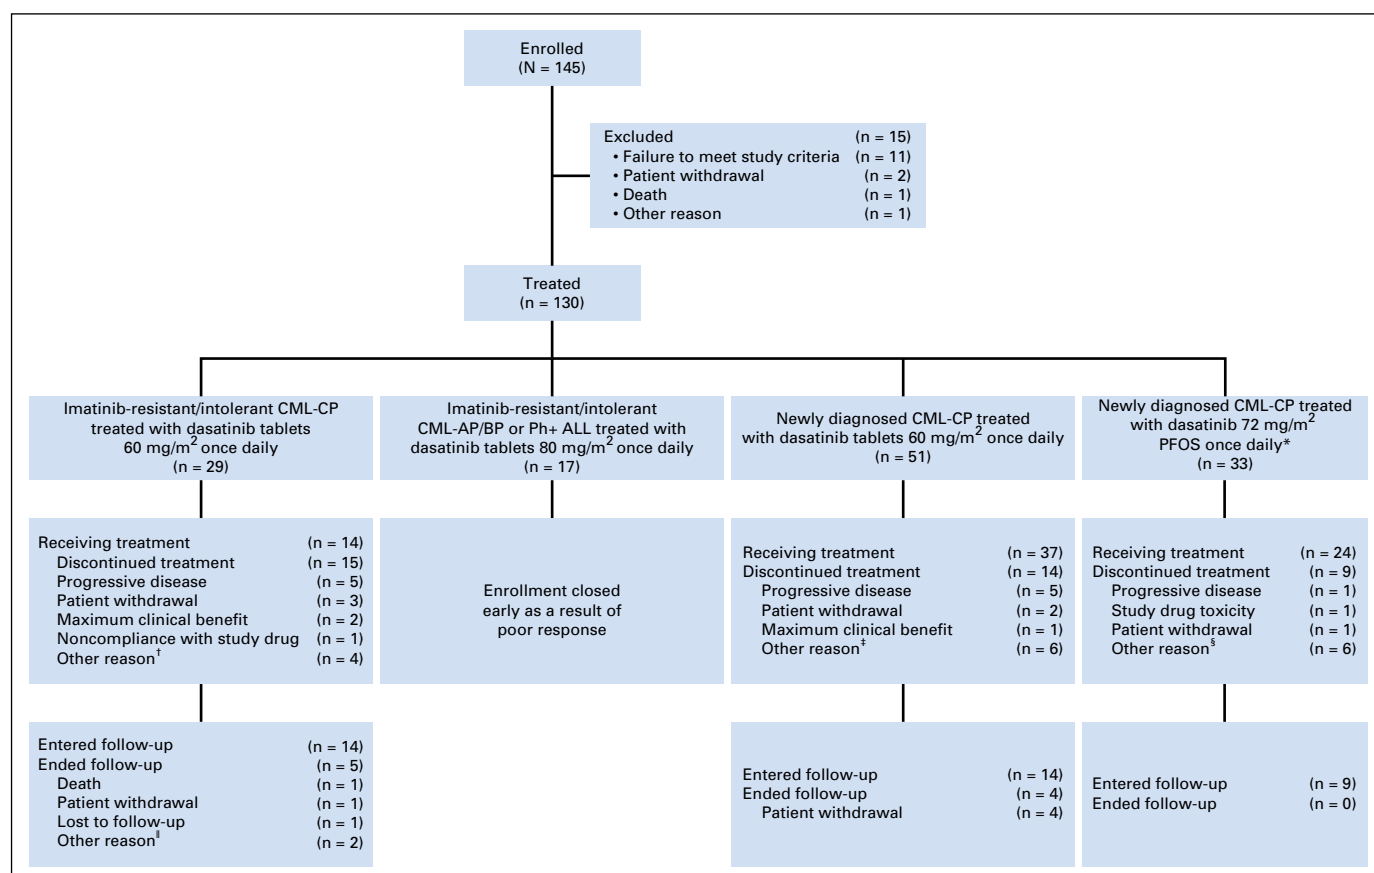 Enrolled
(N = 145)
Excluded (n = 15)
• Failure to meet study criteria (n = 11)
• Patient withdrawal (n = 2)
• Death (n = 1)
• Other reason (n = 1)
Treated
(n = 130)
Imatinib-resistant/intolerant CML-CP
treated with dasatinib tablets
60 mg/m² once daily
(n = 29)
Imatinib-resistant/intolerant
CML-AP/BP or Ph+ ALL treated with
dasatinib tablets 80 mg/m² once daily
(n = 17)
Newly diagnosed CML-CP treated
with dasatinib tablets 60 mg/m² once daily
(n = 51)
Newly diagnosed CML-CP treated
with dasatinib 72 mg/m²
PFOS once daily*
(n = 33)
Receiving treatment (n = 14)
Discontinued treatment (n = 15)
Progressive disease (n = 5)
Patient withdrawal (n = 3)
Maximum clinical benefit (n = 2)
Noncompliance with study drug (n = 1)
Other reason† (n = 4)
Enrollment closed
early as a result of
poor response
Receiving treatment (n = 37)
Discontinued treatment (n = 14)
Progressive disease (n = 5)
Patient withdrawal (n = 2)
Maximum clinical benefit (n = 1)
Other reason‡ (n = 6)
Receiving treatment (n = 24)
Discontinued treatment (n = 9)
Progressive disease (n = 1)
Study drug toxicity (n = 1)
Patient withdrawal (n = 1)
Other reason§ (n = 6)
Entered follow-up (n = 14)
Ended follow-up (n = 5)
Death (n = 1)
Patient withdrawal (n = 1)
Lost to follow-up (n = 1)
Other reason‖ (n = 2)
Entered follow-up (n = 14)
Ended follow-up (n = 4)
Patient withdrawal (n = 4)
Entered follow-up (n = 9)
Ended follow-up (n = 0)